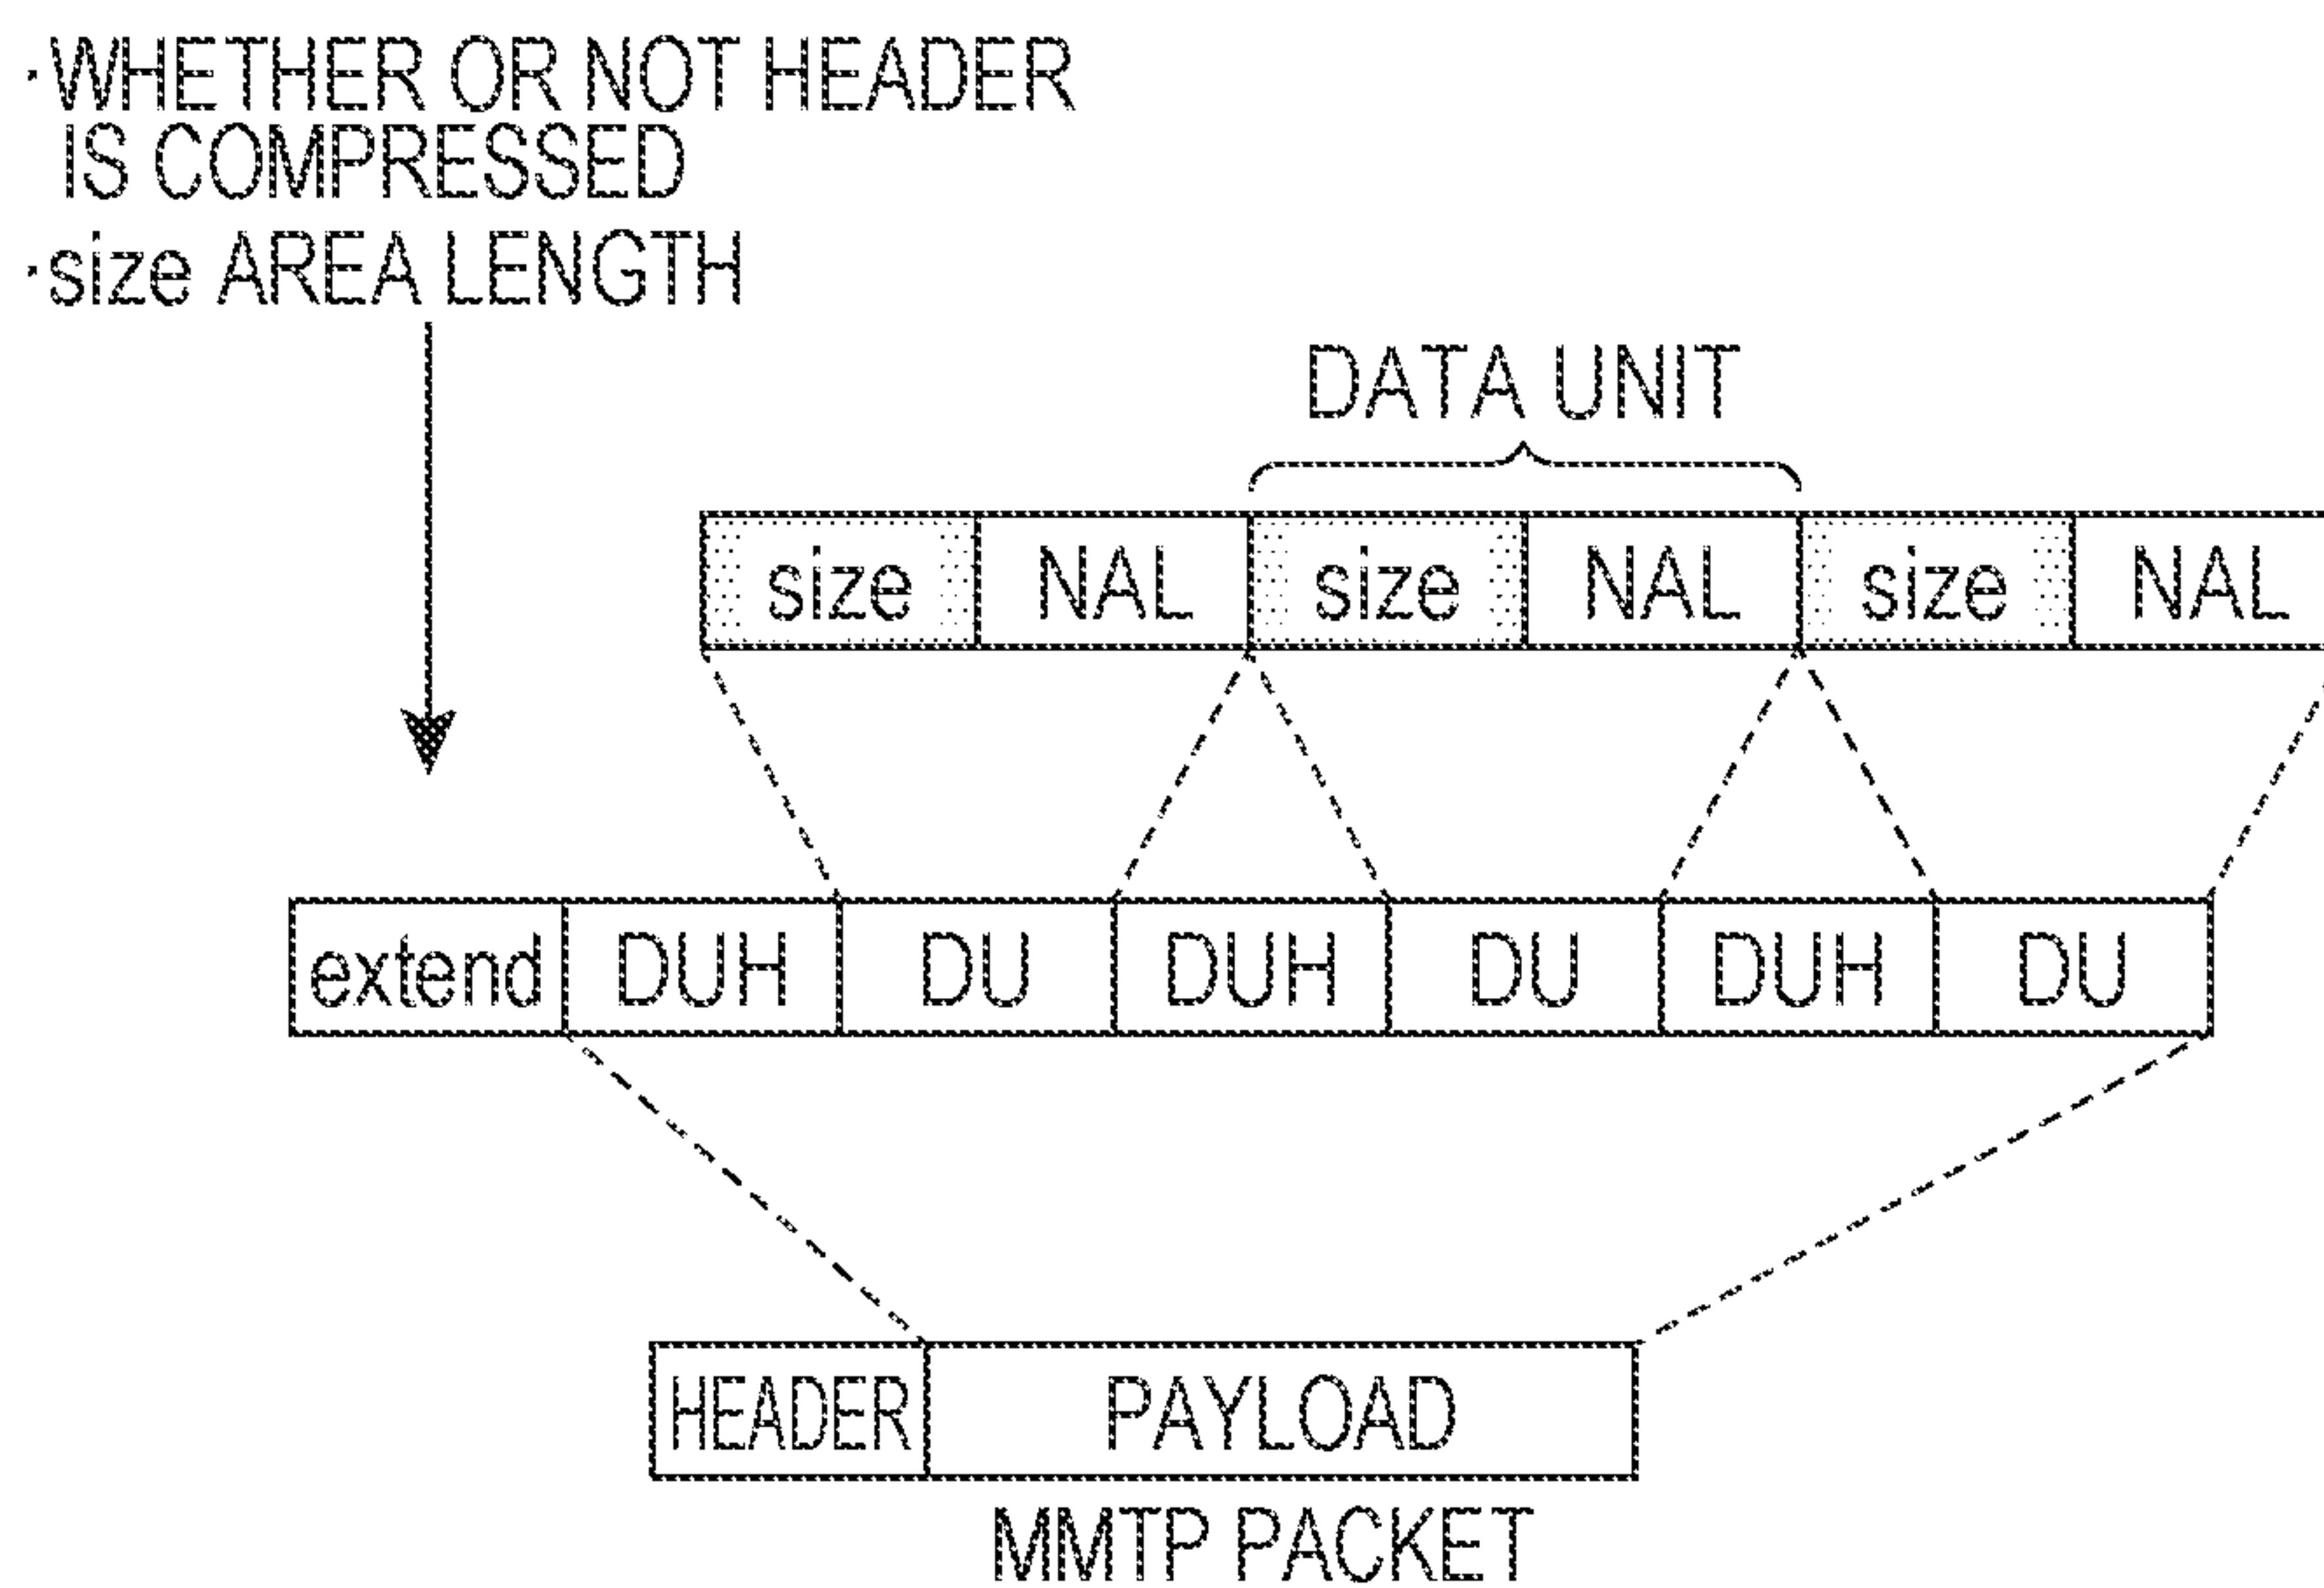 ·WHETHER OR NOT HEADER
IS COMPRESSED
·size AREA LENGTH
DATA UNIT
size NAL size NAL size NAL
extend DUH DU DUH DU DUH DU
HEADER PAYLOAD
MMTP PACKET